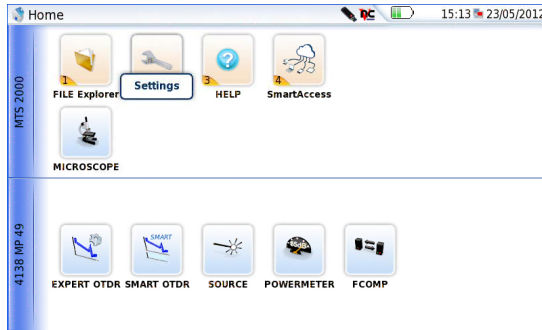 Home
DC
15:13 23/05/2012
MTS 2000
1
FILE Explorer
Settings
3
HELP
4
SmartAccess
MICROSCOPE
4138 MP 49
EXPERT OTDR
SMART
SMART OTDR
SOURCE
POWERMETER
FCOMP